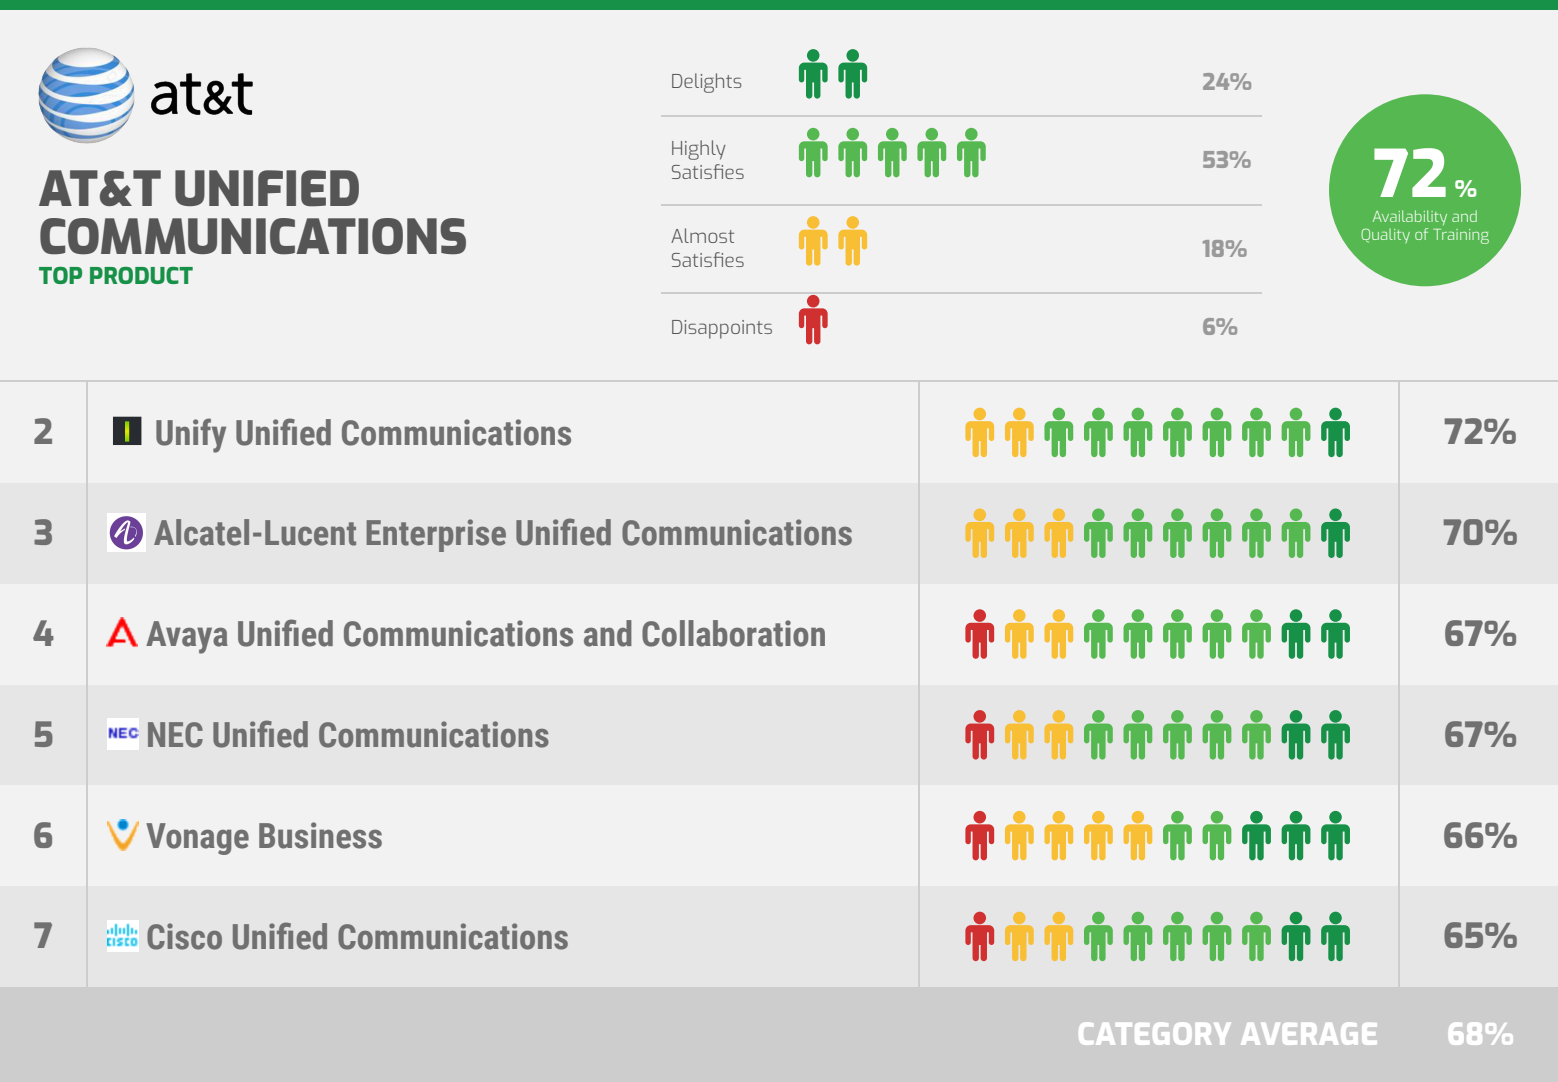 at&t
AT&T UNIFIED
COMMUNICATIONS
TOP PRODUCT
Delights 24%
Highly
Satisfies 53%
Almost
Satisfies 18%
Disappoints 6%
72%
Availability and
Quality of Training
2 Unify Unified Communications 72%
3 Alcatel-Lucent Enterprise Unified Communications 70%
4 Avaya Unified Communications and Collaboration 67%
5 NEC NEC Unified Communications 67%
6 Vonage Business 66%
7 CISCO Cisco Unified Communications 65%
CATEGORY AVERAGE 68%